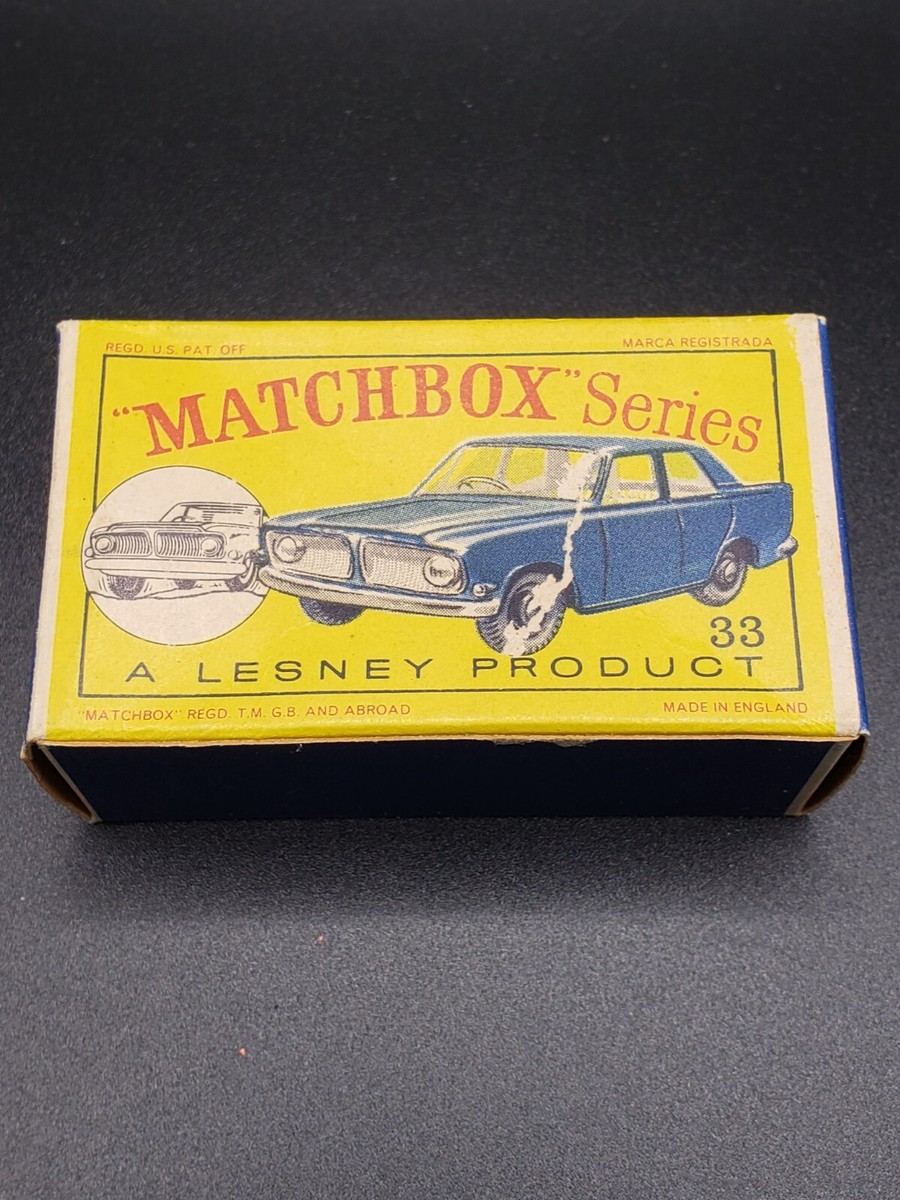 REGD. U.S. PAT. OFF MARCA REGISTRADA
"MATCHBOX" Series
33
A LESNEY PRODUCT
"MATCHBOX" REGD. T.M. G.B. AND ABROAD MADE IN ENGLAND